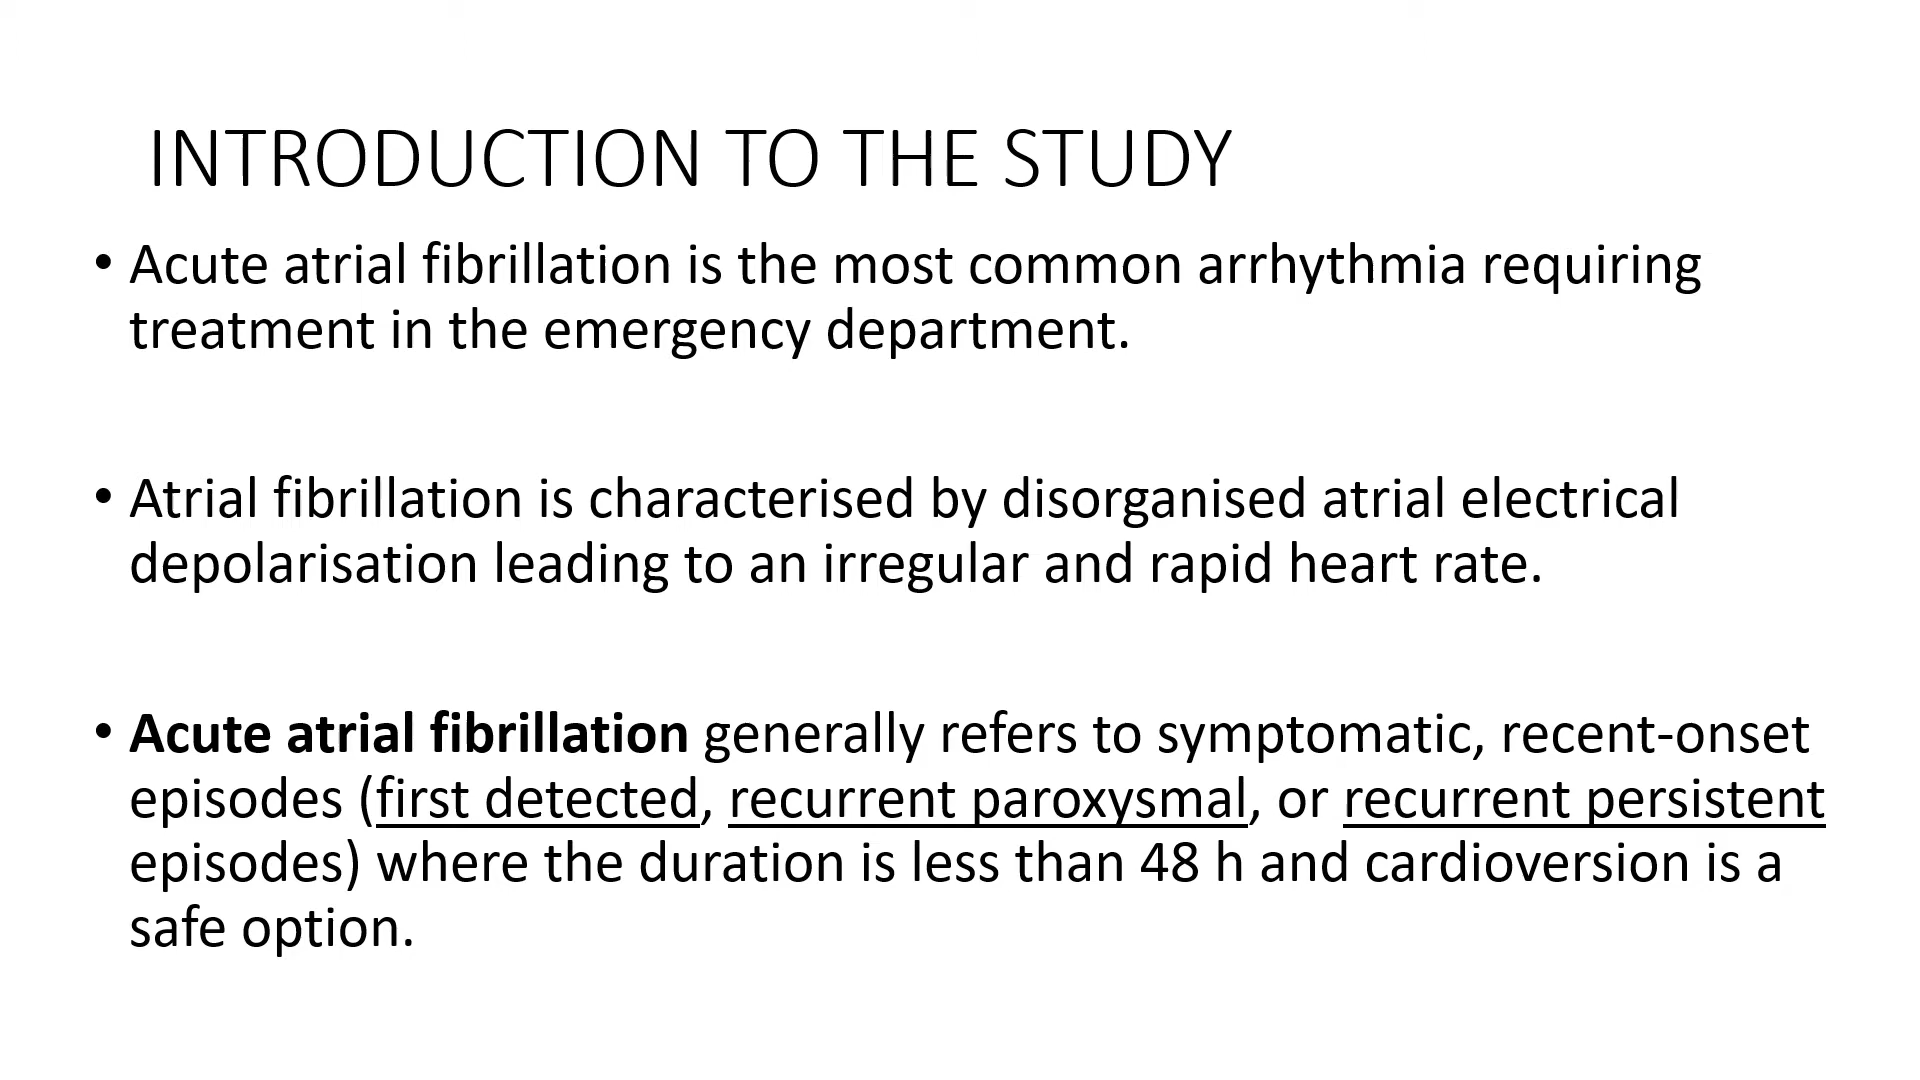 INTRODUCTION TO THE STUDY
• Acute atrial fibrillation is the most common arrhythmia requiring
treatment in the emergency department.
• Atrial fibrillation is characterised by disorganised atrial electrical
depolarisation leading to an irregular and rapid heart rate.
• Acute atrial fibrillation generally refers to symptomatic, recent-onset
episodes (first detected, recurrent paroxysmal, or recurrent persistent
episodes) where the duration is less than 48 h and cardioversion is a
safe option.